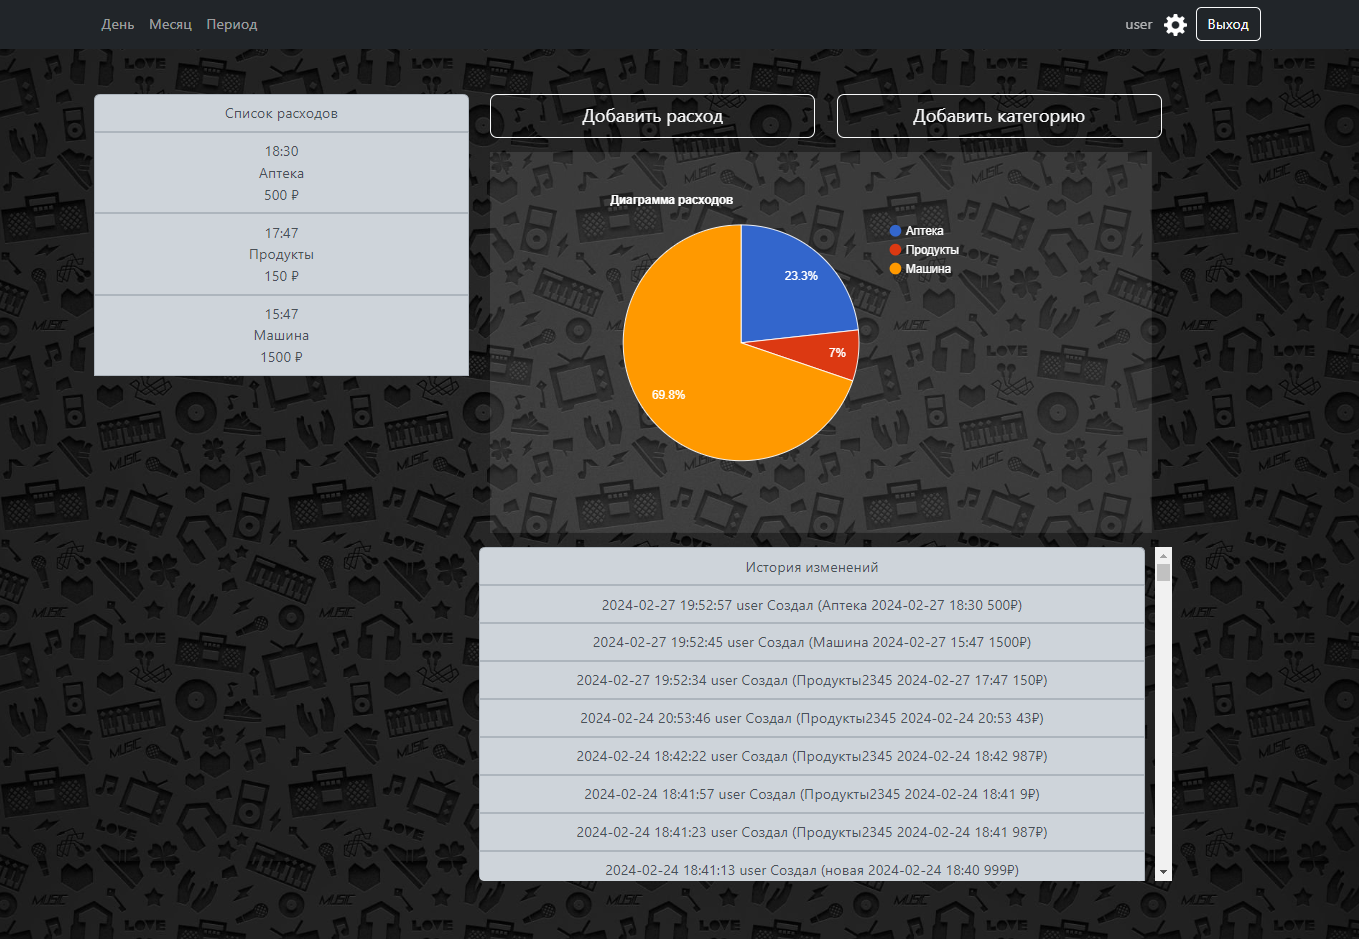 День Месяц Период
user Выход
Список расходов
18:30
Аптека
500 ₽
17:47
Продукты
150 ₽
15:47
Машина
1500 ₽
Добавить расход
Добавить категорию
Диаграмма расходов
Аптека
Продукты
Машина
23.3%
7%
69.8%
История изменений
2024-02-27 19:52:57 user Создал (Аптека 2024-02-27 18:30 500₽)
2024-02-27 19:52:45 user Создал (Машина 2024-02-27 15:47 1500₽)
2024-02-27 19:52:34 user Создал (Продукты2345 2024-02-27 17:47 150₽)
2024-02-24 20:53:46 user Создал (Продукты2345 2024-02-24 20:53 43₽)
2024-02-24 18:42:22 user Создал (Продукты2345 2024-02-24 18:42 987₽)
2024-02-24 18:41:57 user Создал (Продукты2345 2024-02-24 18:41 9₽)
2024-02-24 18:41:23 user Создал (Продукты2345 2024-02-24 18:41 987₽)
2024-02-24 18:41:13 user Создал (новая 2024-02-24 18:40 999₽)
LOVE
MUSIC